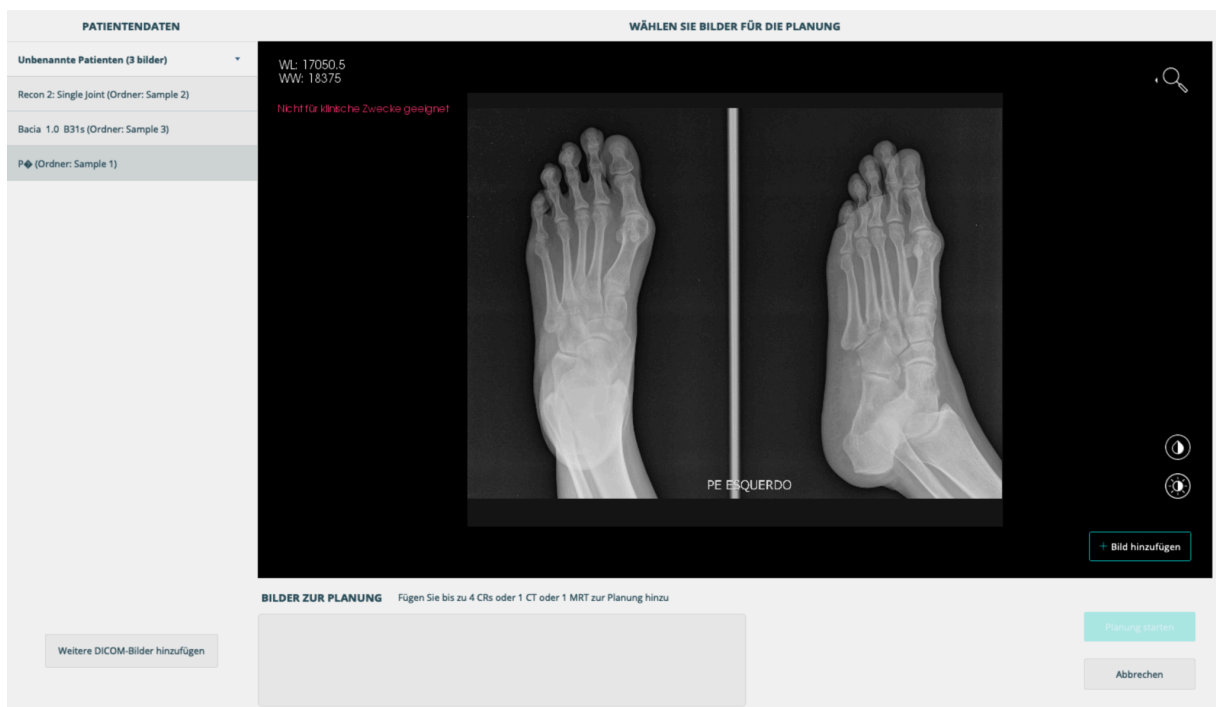 PATIENTENDATEN
WÄHLEN SIE BILDER FÜR DIE PLANUNG
Unbenannte Patienten (3 bilder)
Recon 2: Single Joint (Ordner: Sample 2)
Bacia 1.0 B31s (Ordner: Sample 3)
P� (Ordner: Sample 1)
WL: 17050.5
WW: 18375
Nicht für klinische Zwecke geeignet
PE ESQUERDO
+ Bild hinzufügen
BILDER ZUR PLANUNG Fügen Sie bis zu 4 CRs oder 1 CT oder 1 MRT zur Planung hinzu
Weitere DICOM-Bilder hinzufügen
Planung starten
Abbrechen